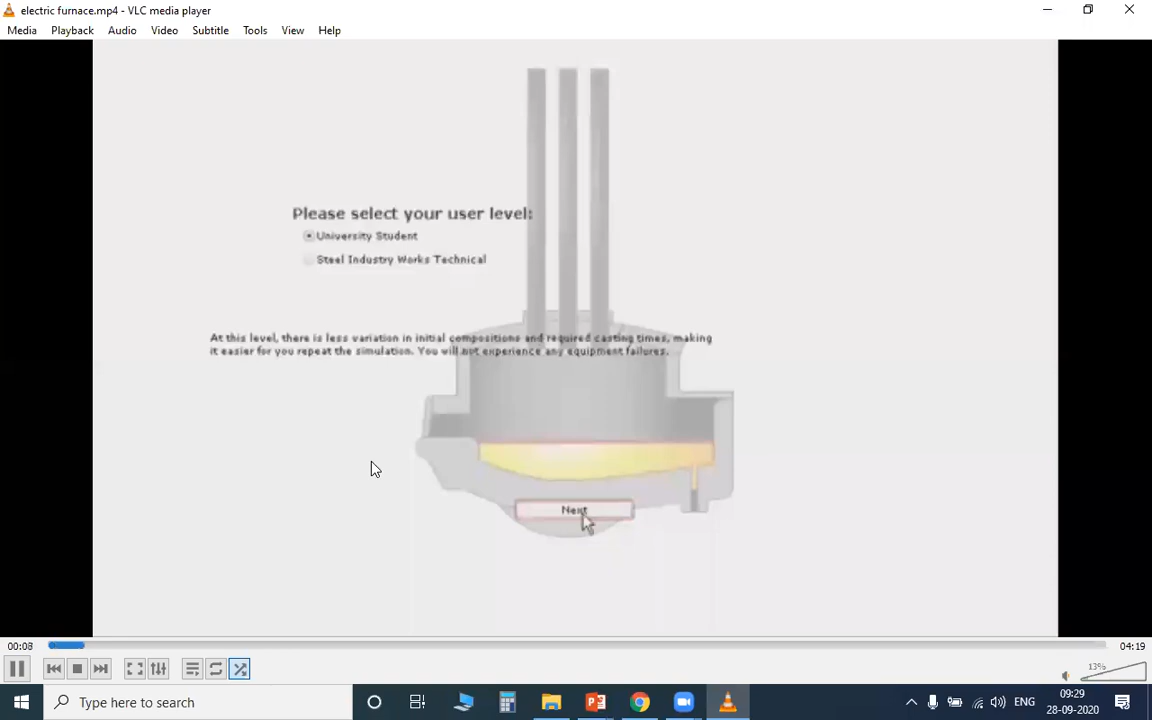 electric furnace.mp4 - VLC media player
Media Playback Audio Video Subtitle Tools View Help
Please select your user level:
University Student
Steel Industry Works Technical
At this level, there is less variation in initial compositions and required casting times, making
it easier for you repeat the simulation. You will not experience any equipment failures.
Next
00:08
04:19
13%
Type here to search
ENG
09:29
28-09-2020